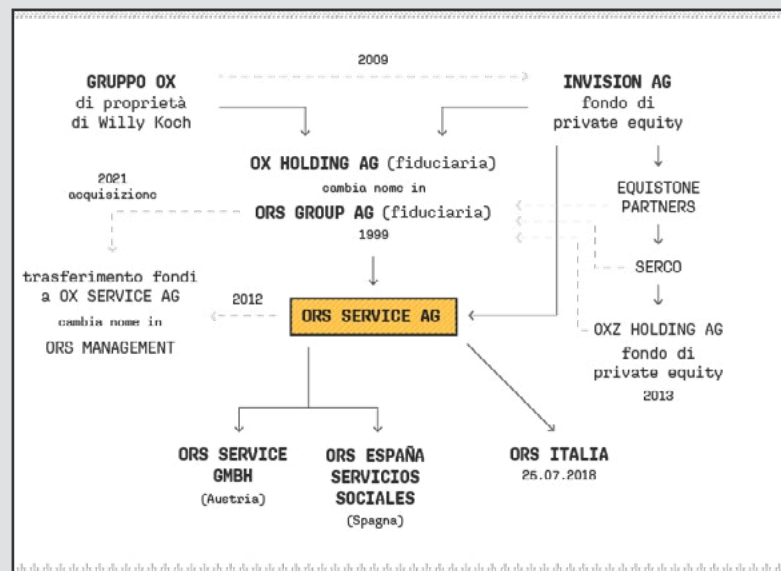 2009
GRUPPO OX
di proprietà
di Willy Koch
INVISION AG
fondo di
private equity
OX HOLDING AG (fiduciaria)
cambia nome in
ORS GROUP AG (fiduciaria)
1999
2021
acquisizione
EQUISTONE
PARTNERS
SERCO
trasferimento fondi
a OX SERVICE AG
cambia nome in
ORS MANAGEMENT
2012
ORS SERVICE AG
OXZ HOLDING AG
fondo di
private equity
2013
ORS SERVICE
GMBH
(Austria)
ORS ESPAÑA
SERVICIOS
SOCIALES
(Spagna)
ORS ITALIA
26.07.2018